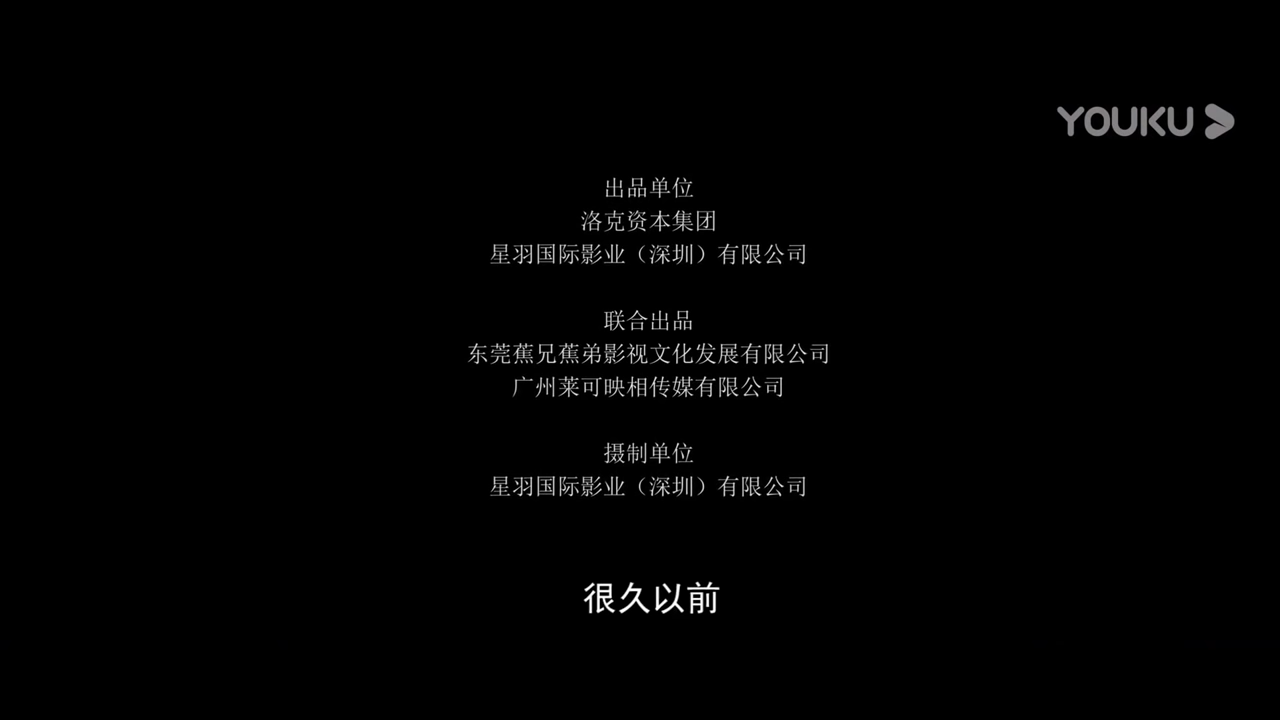 YOUKU
出品单位
洛克资本集团
星羽国际影业（深圳）有限公司
联合出品
东莞蕉兄蕉弟影视文化发展有限公司
广州莱可映相传媒有限公司
摄制单位
星羽国际影业（深圳）有限公司
很久以前